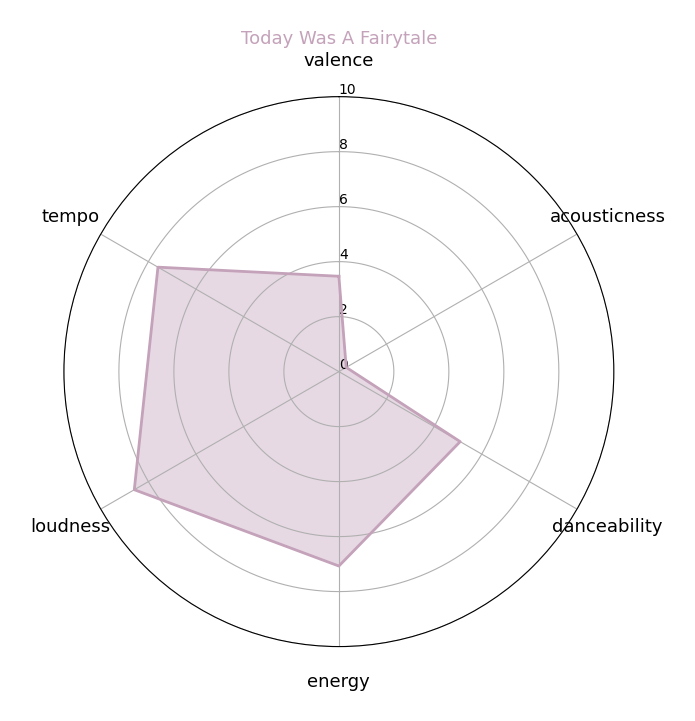 Today Was A Fairytale
valence
10
8
tempo
6
acousticness
4
2
0
loudness
danceability
energy